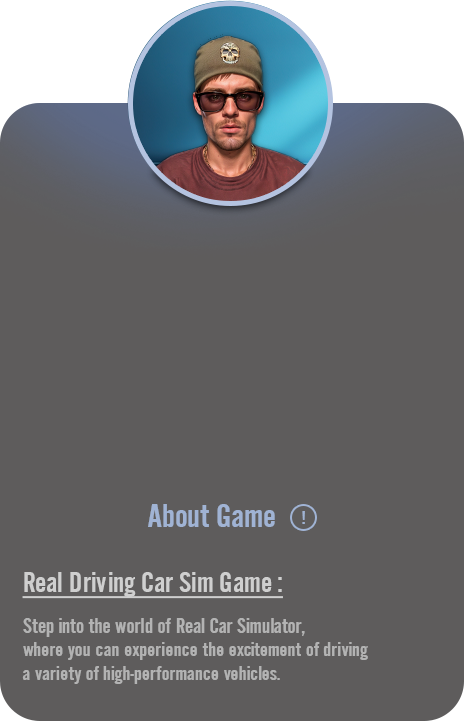 About Game
Real Driving Car Sim Game :
Step into the world of Real Car Simulator,
where you can experience the excitement of driving
a variety of high-performance vehicles.